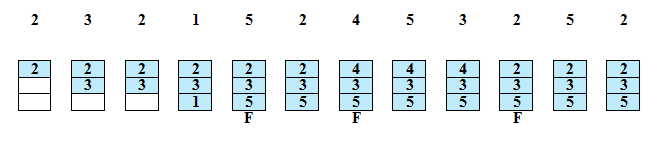 2 3 2 1 5 2 4 5 3 2 5 2
2 2 2 2 2 2 4 4 4 2 2 2
3 3 3 3 3 3 3 3 3 3 3
1 5 5 5 5 5 5 5 5
F F F